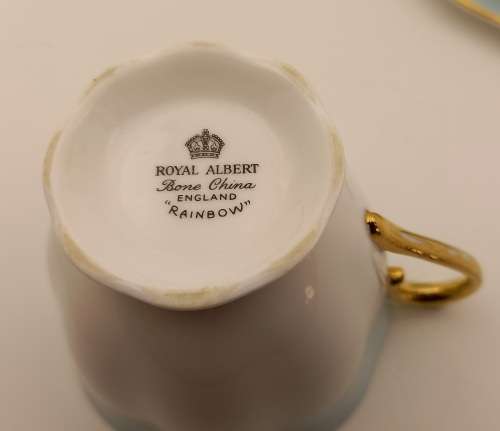 ROYAL ALBERT
Bone China
ENGLAND
"RAINBOW"